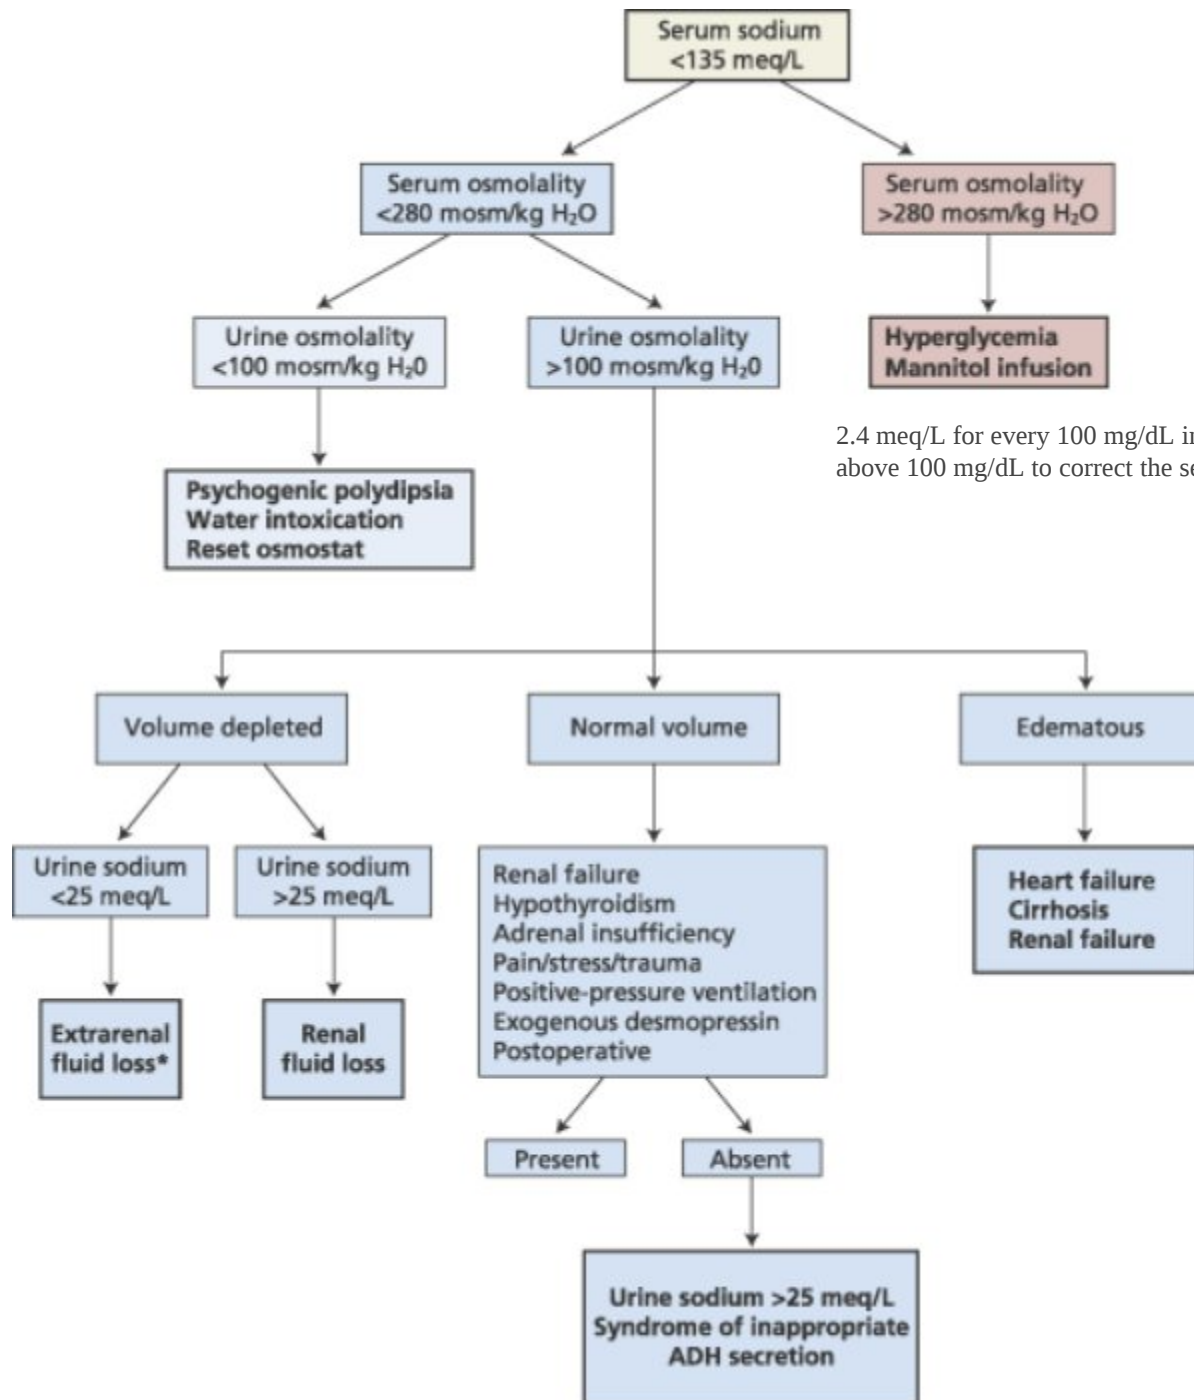 Serum sodium
<135 meq/L
Serum osmolality
<280 mosm/kg H₂O
Serum osmolality
>280 mosm/kg H₂O
Urine osmolality
<100 mosm/kg H₂0
Urine osmolality
>100 mosm/kg H₂0
Hyperglycemia
Mannitol infusion
2.4 meq/L for every 100 mg/dL
above 100 mg/dL to correct the
Psychogenic polydipsia
Water intoxication
Reset osmostat
Volume depleted
Normal volume
Edematous
Urine sodium
<25 meq/L
Urine sodium
>25 meq/L
Renal failure
Hypothyroidism
Adrenal insufficiency
Pain/stress/trauma
Positive-pressure ventilation
Exogenous desmopressin
Postoperative
Heart failure
Cirrhosis
Renal failure
Extrarenal
fluid loss*
Renal
fluid loss
Present
Absent
Urine sodium >25 meq/L
Syndrome of inappropriate
ADH secretion